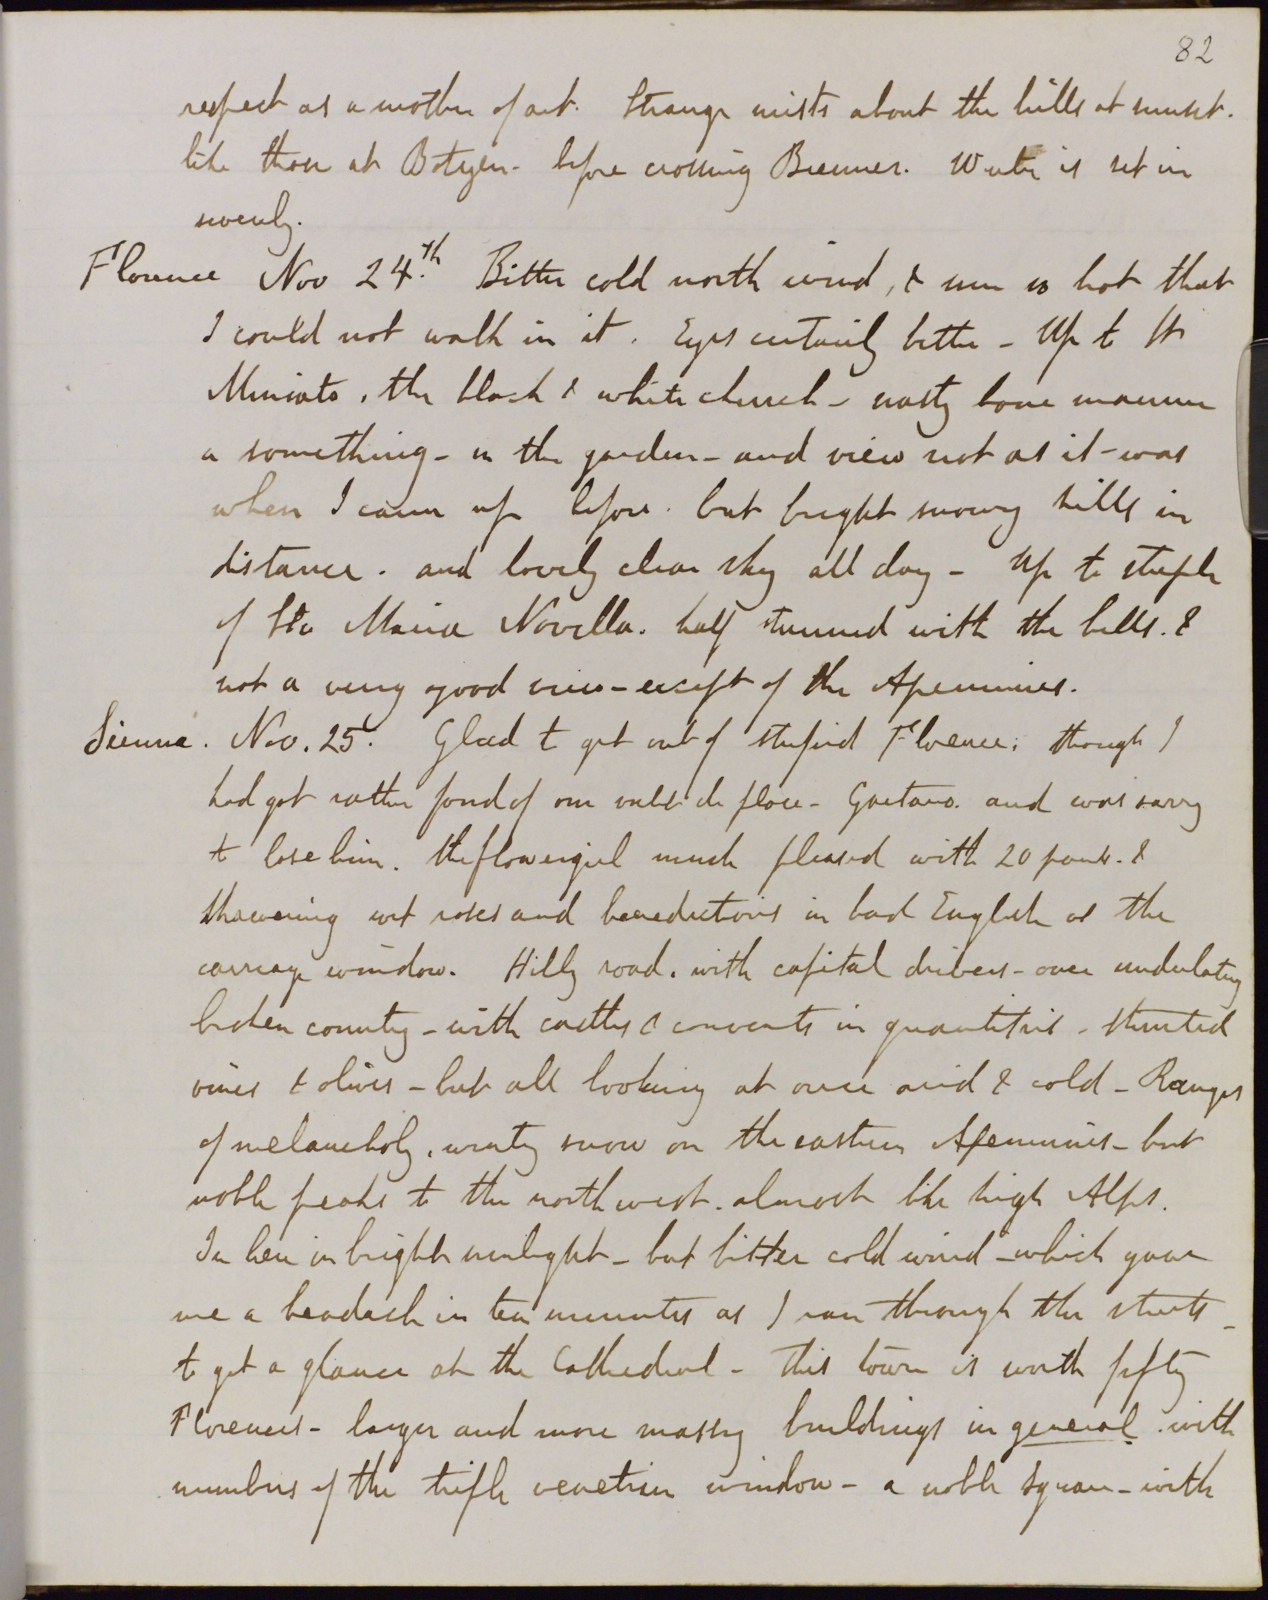 82
respect as a mother of art. Strange mists about the hills at sunset.
like those at Botzen - before crossing Brenner. Winter is set in
severely.
Florence Nov 24.th Bitter cold north wind, & sun so hot that
I could not walk in it. Eyes certainly better - Up to St
Miniato, the black & white church - nasty bone manure
a something - in the garden - and view not as it was
when I came up before. but bright snowy hills in
distance. and lovely clear sky all day - Up to steeple
of Sta Maria Novella. half stunned with the bells. &
not a very good view - except of the Apennines.
Sienna. Nov. 25. Glad to get out of stupid Florence; though I
had got rather fond of our valet de place - Gaetano. and was sorry
to lose him. the flowergirl much pleased with 20 pauls. &
showering wet roses and benedictions in bad English at the
carriage window. Hilly road. with capital drivers - over undulating
broken country - with castles & convents in quantities - stunted
vines & olives - but all looking at once arid & cold - Ranges
of melancholy, wintry snow on the eastern Apennines - but
noble peaks to the north west. almost like high Alps.
In here in bright sunlight - but bitter cold wind - which gave
me a headach in ten minutes as I ran through the streets -
to get a glance at the Cathedral - This town is worth fifty
Florences - larger and more massy buildings in general. with
numbers of the triple venetian window - a noble square - with